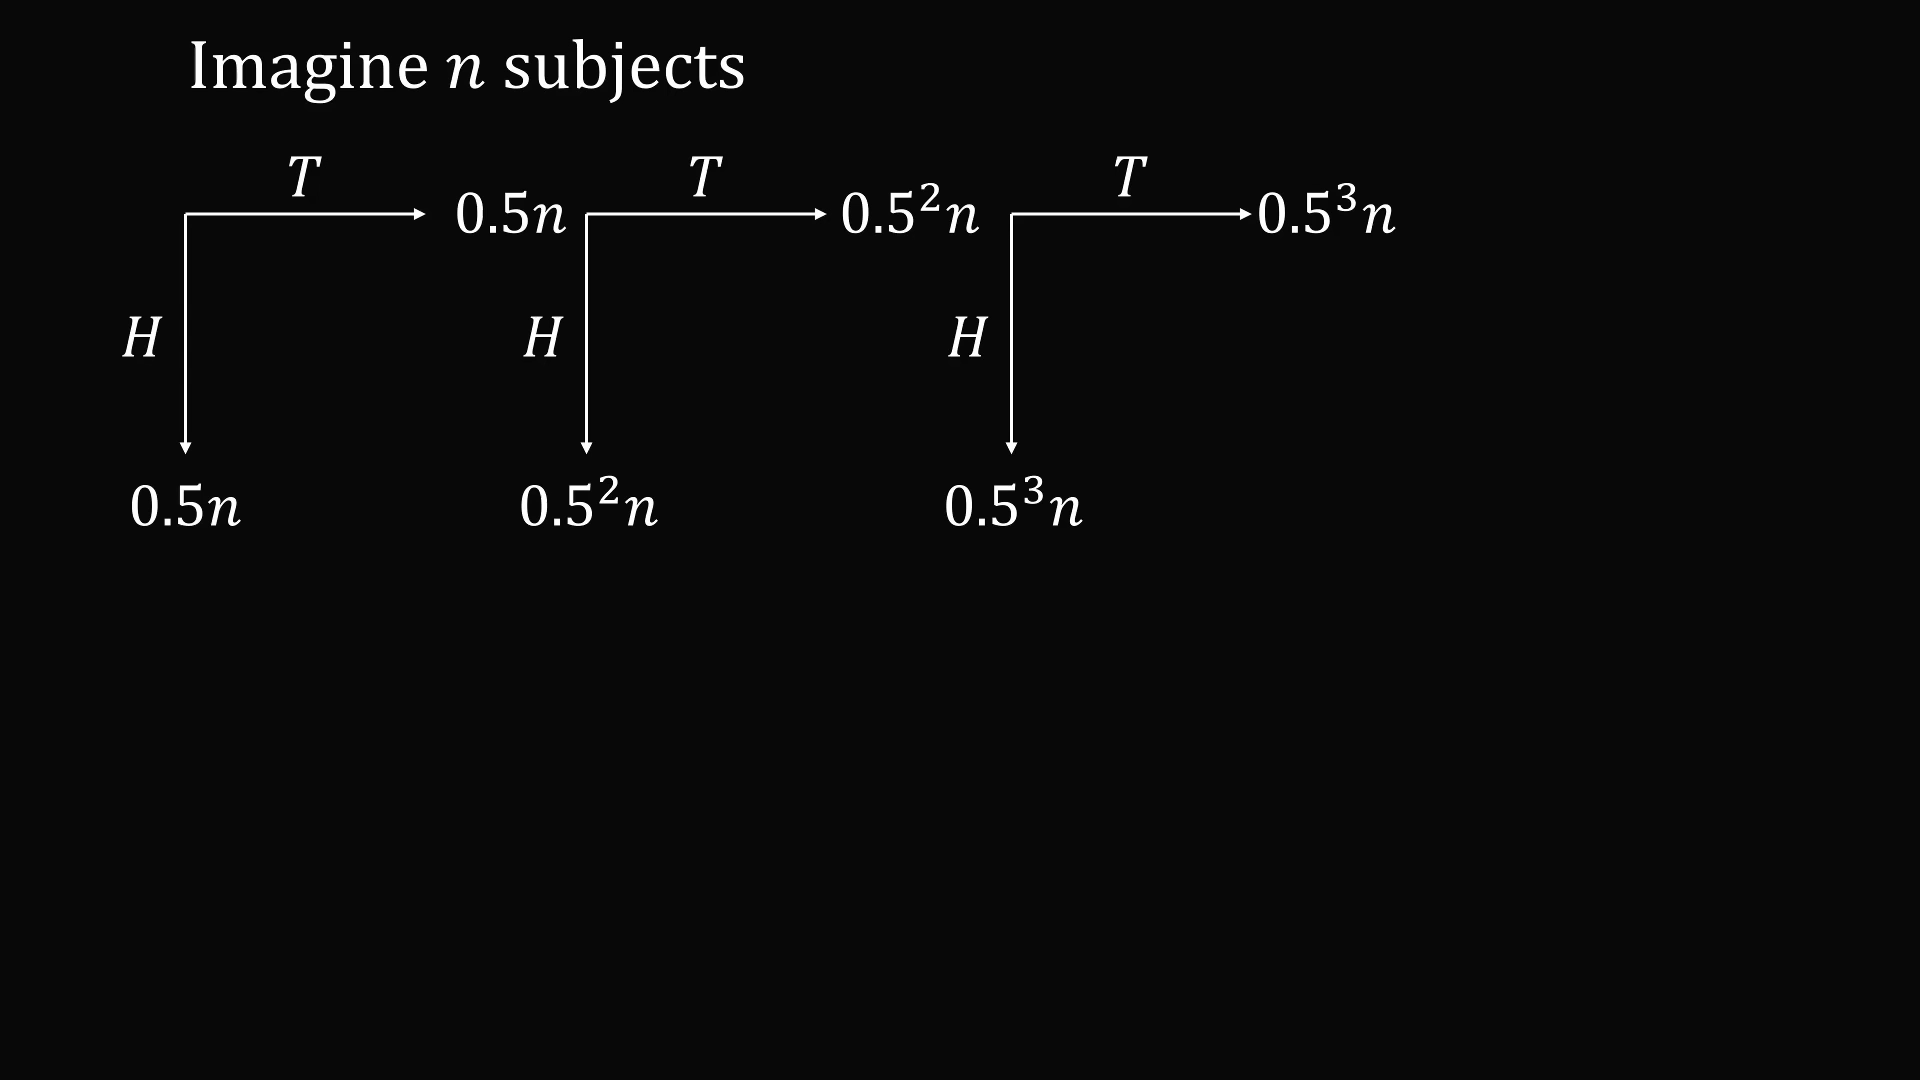 Imagine n subjects
T T T
0.5n 0.5²n 0.5³n
H H H
0.5n 0.5²n 0.5³n